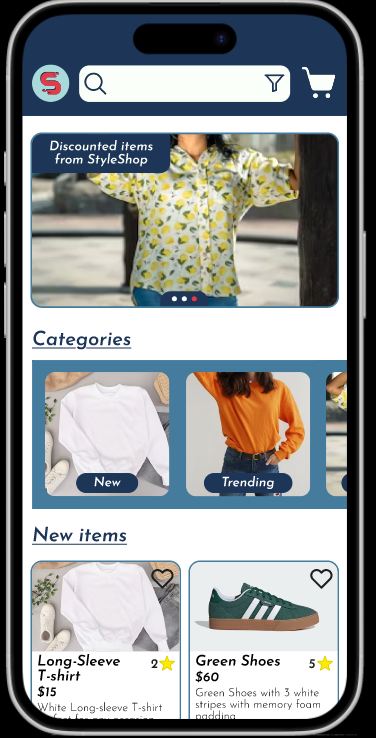 S
Discounted items
from StyleShop
Categories
New
Trending
New items
Long-Sleeve
T-shirt
2
$15
White Long-sleeve T-shirt
Green Shoes
5
$60
Green Shoes with 3 white
stripes with memory foam
padding